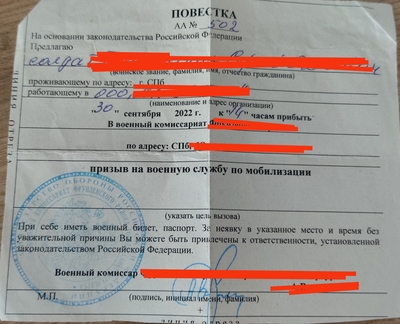 ПОВЕСТКА
АА № 502
На основании законодательства Российской Федерации
Предлагаю
солда
(воинское звание, фамилия, имя, отчество гражданина)
проживающему по адресу: г. СПб
работающему в ООО
(наименование и адрес организации)
"30" сентября 2022 г. к "14" часам прибыть
в военный комиссариат
по адресу: СПб,
призыв на военную службу по мобилизации
(указать цель вызова)
При себе иметь военный билет, паспорт. За неявку в указанное место и время без
уважительной причины Вы можете быть привлечены к ответственности, установленной
законодательством Российской Федерации.
Военный комиссар
М.П. (подпись, инициал имени, фамилия)